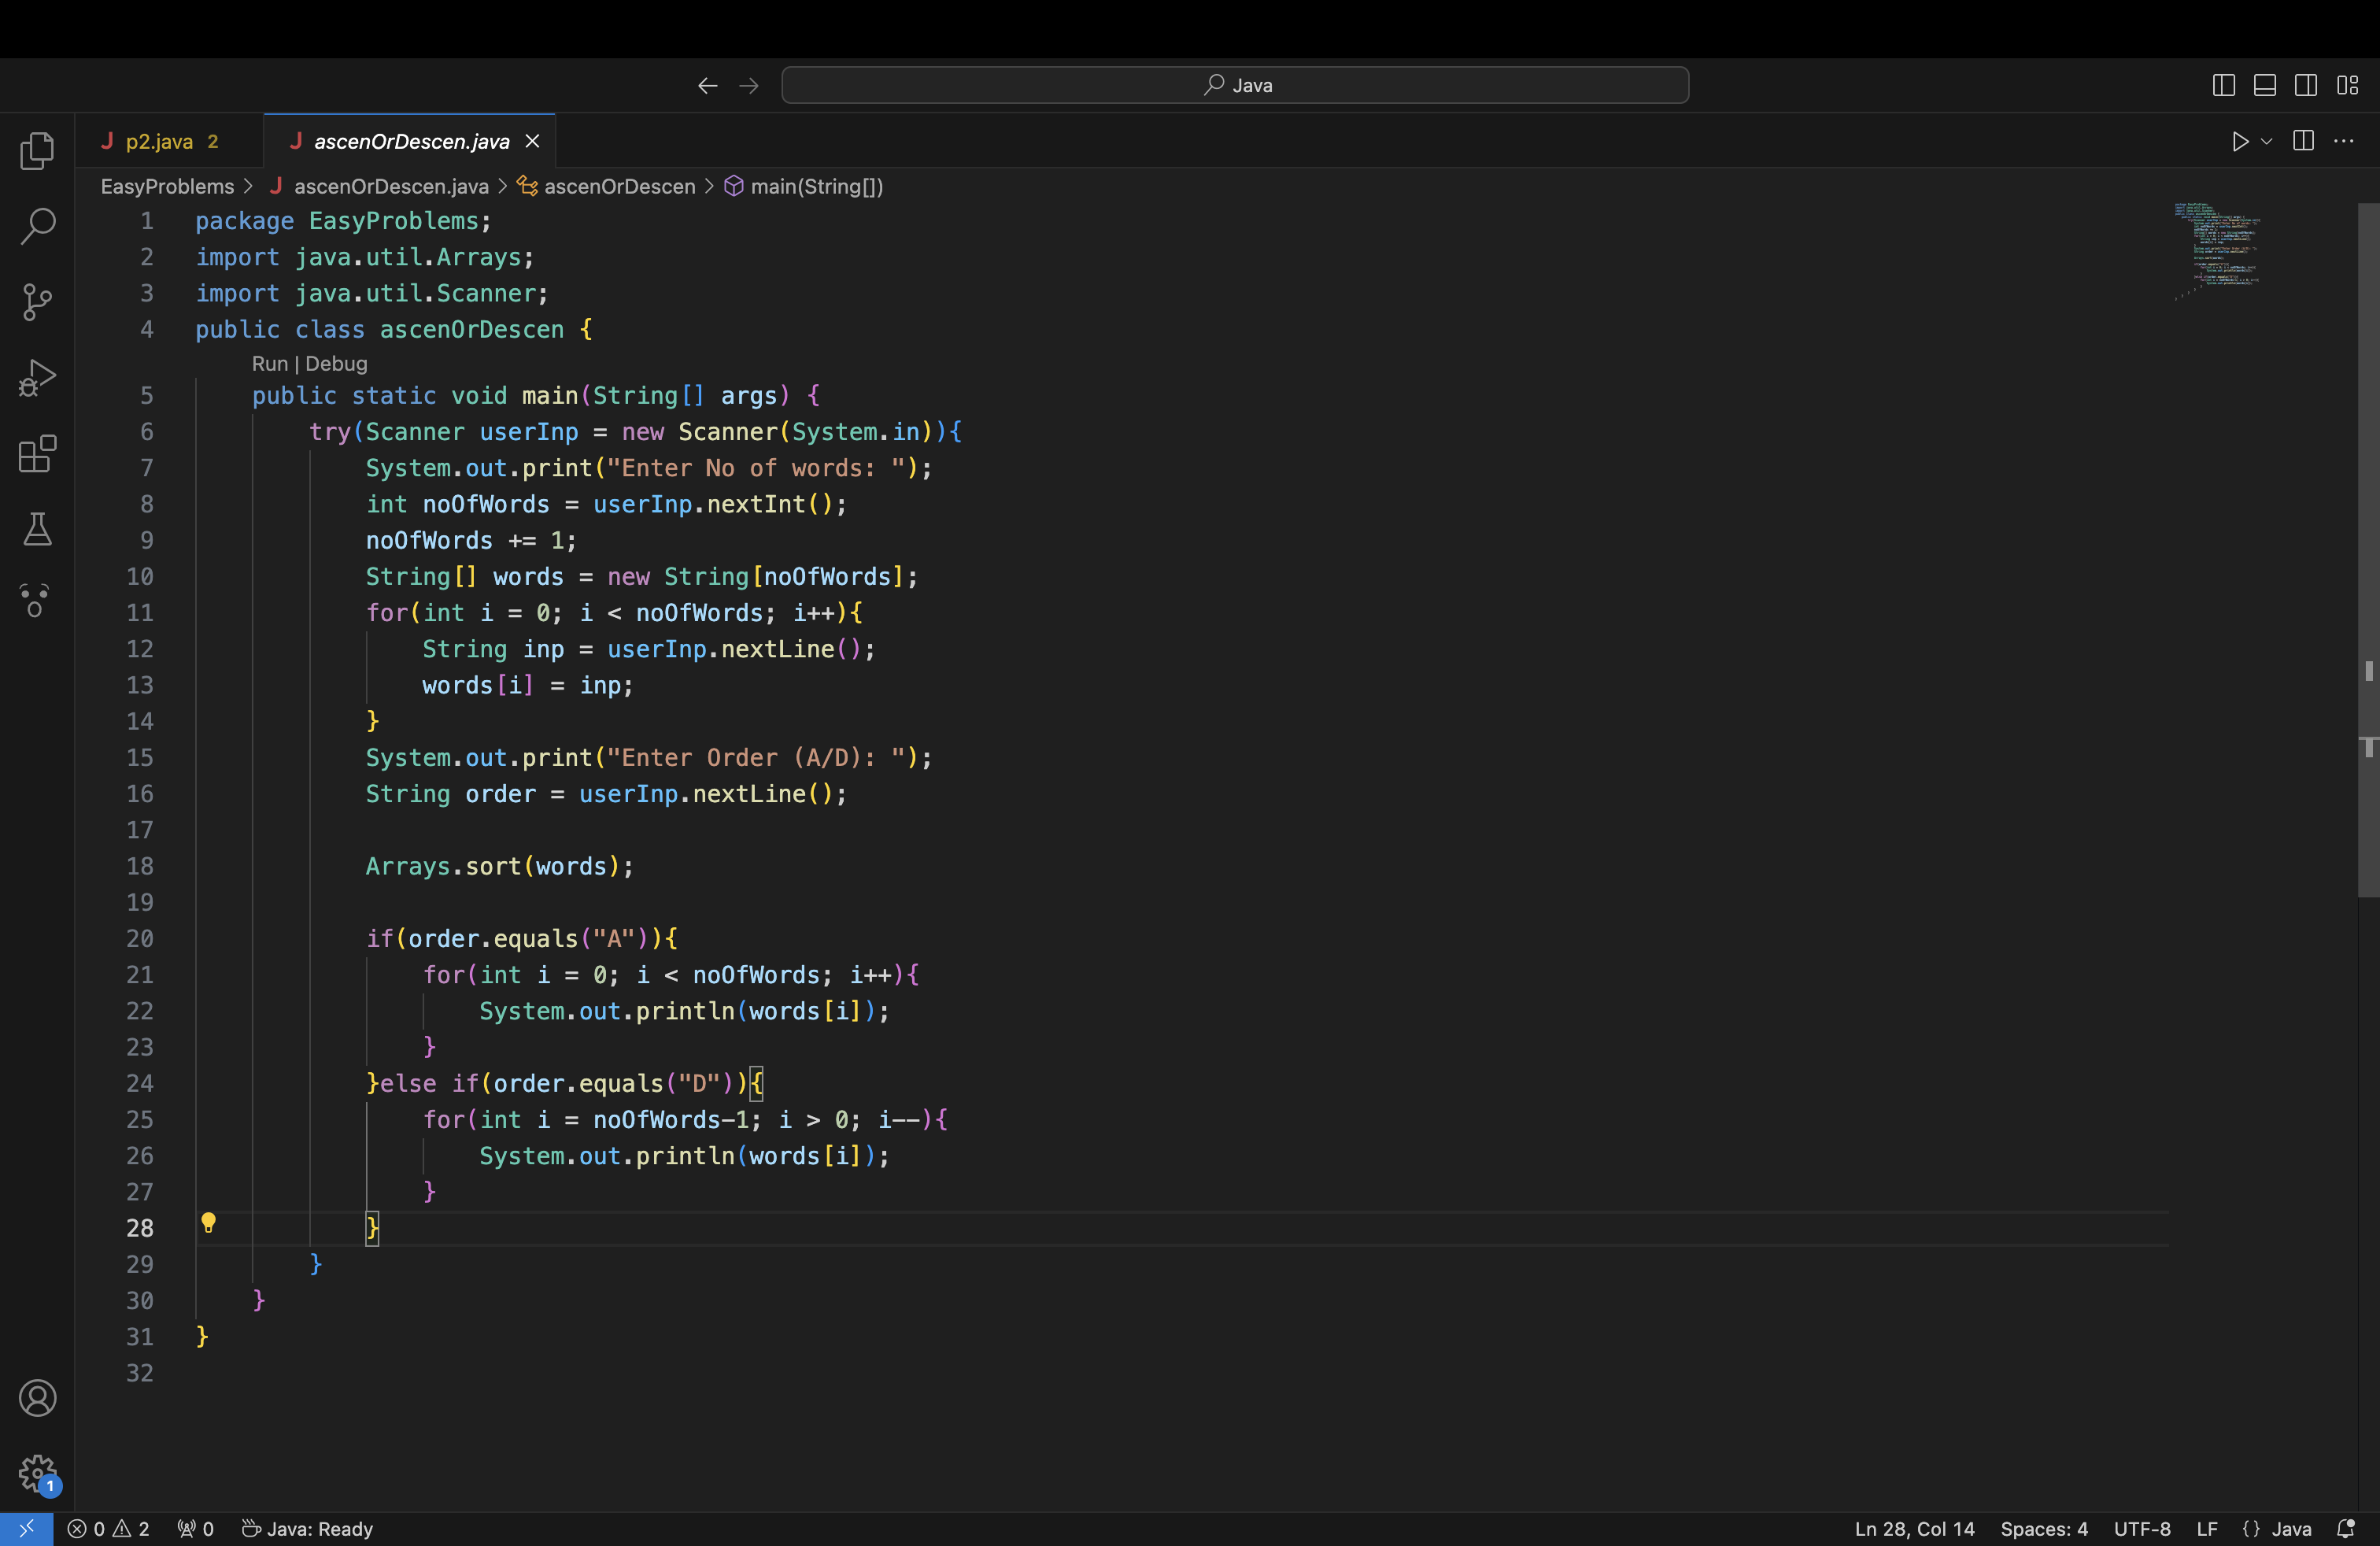 Java
p2.java 2
ascenOrDescen.java
EasyProblems > ascenOrDescen.java > ascenOrDescen > main(String[])
1 package EasyProblems;
2 import java.util.Arrays;
3 import java.util.Scanner;
4 public class ascenOrDescen {
Run | Debug
5     public static void main(String[] args) {
6         try(Scanner userInp = new Scanner(System.in)){
7             System.out.print("Enter No of words: ");
8             int noOfWords = userInp.nextInt();
9             noOfWords += 1;
10             String[] words = new String[noOfWords];
11             for(int i = 0; i < noOfWords; i++){
12                 String inp = userInp.nextLine();
13                 words[i] = inp;
14             }
15             System.out.print("Enter Order (A/D): ");
16             String order = userInp.nextLine();
17
18             Arrays.sort(words);
19
20             if(order.equals("A")){
21                 for(int i = 0; i < noOfWords; i++){
22                     System.out.println(words[i]);
23                 }
24             }else if(order.equals("D")){
25                 for(int i = noOfWords-1; i > 0; i--){
26                     System.out.println(words[i]);
27                 }
28             }
29         }
30     }
31 }
32
1
0 2 0 Java: Ready Ln 28, Col 14 Spaces: 4 UTF-8 LF {} Java